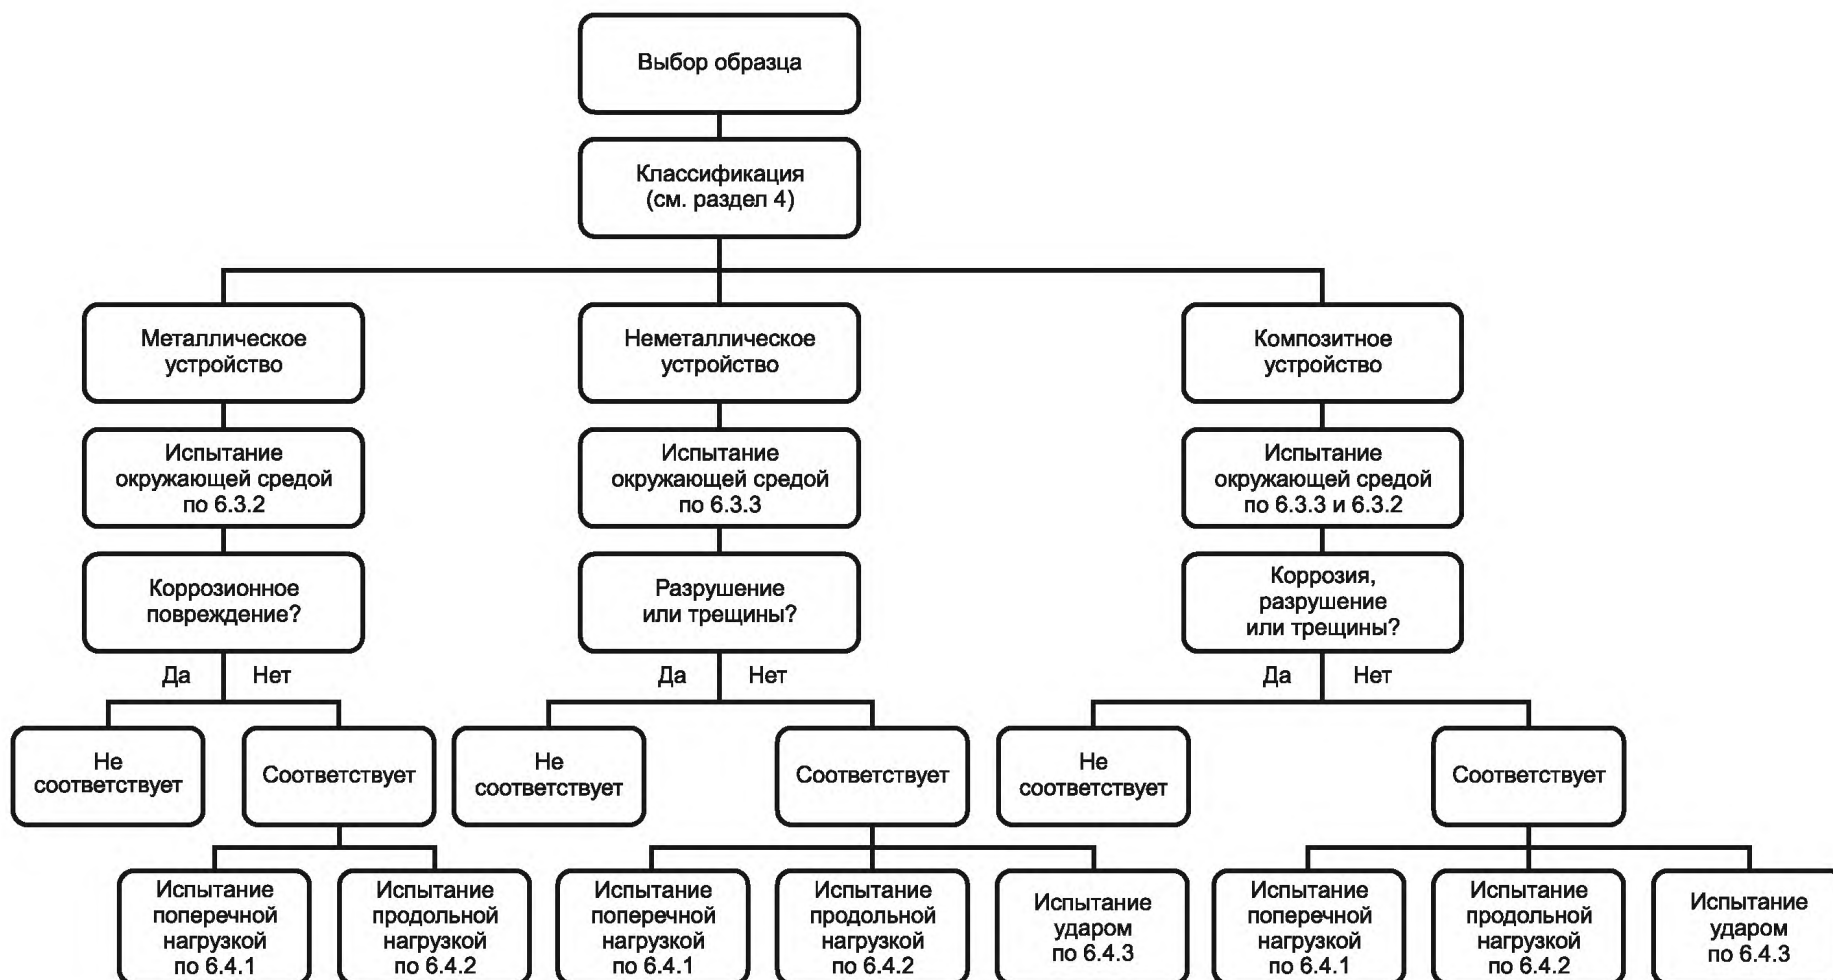 Выбор образца
Классификация
(см. раздел 4)
Металлическое
устройство
Неметаллическое
устройство
Композитное
устройство
Испытание
окружающей средой
по 6.3.2
Испытание
окружающей средой
по 6.3.3
Испытание
окружающей средой
по 6.3.3 и 6.3.2
Коррозионное
повреждение?
Разрушение
или трещины?
Коррозия,
разрушение
или трещины?
Да
Нет
Да
Нет
Да
Нет
Не
соответствует
Соответствует
Не
соответствует
Соответствует
Не
соответствует
Соответствует
Испытание
поперечной
нагрузкой
по 6.4.1
Испытание
продольной
нагрузкой
по 6.4.2
Испытание
поперечной
нагрузкой
по 6.4.1
Испытание
продольной
нагрузкой
по 6.4.2
Испытание
ударом
по 6.4.3
Испытание
поперечной
нагрузкой
по 6.4.1
Испытание
продольной
нагрузкой
по 6.4.2
Испытание
ударом
по 6.4.3